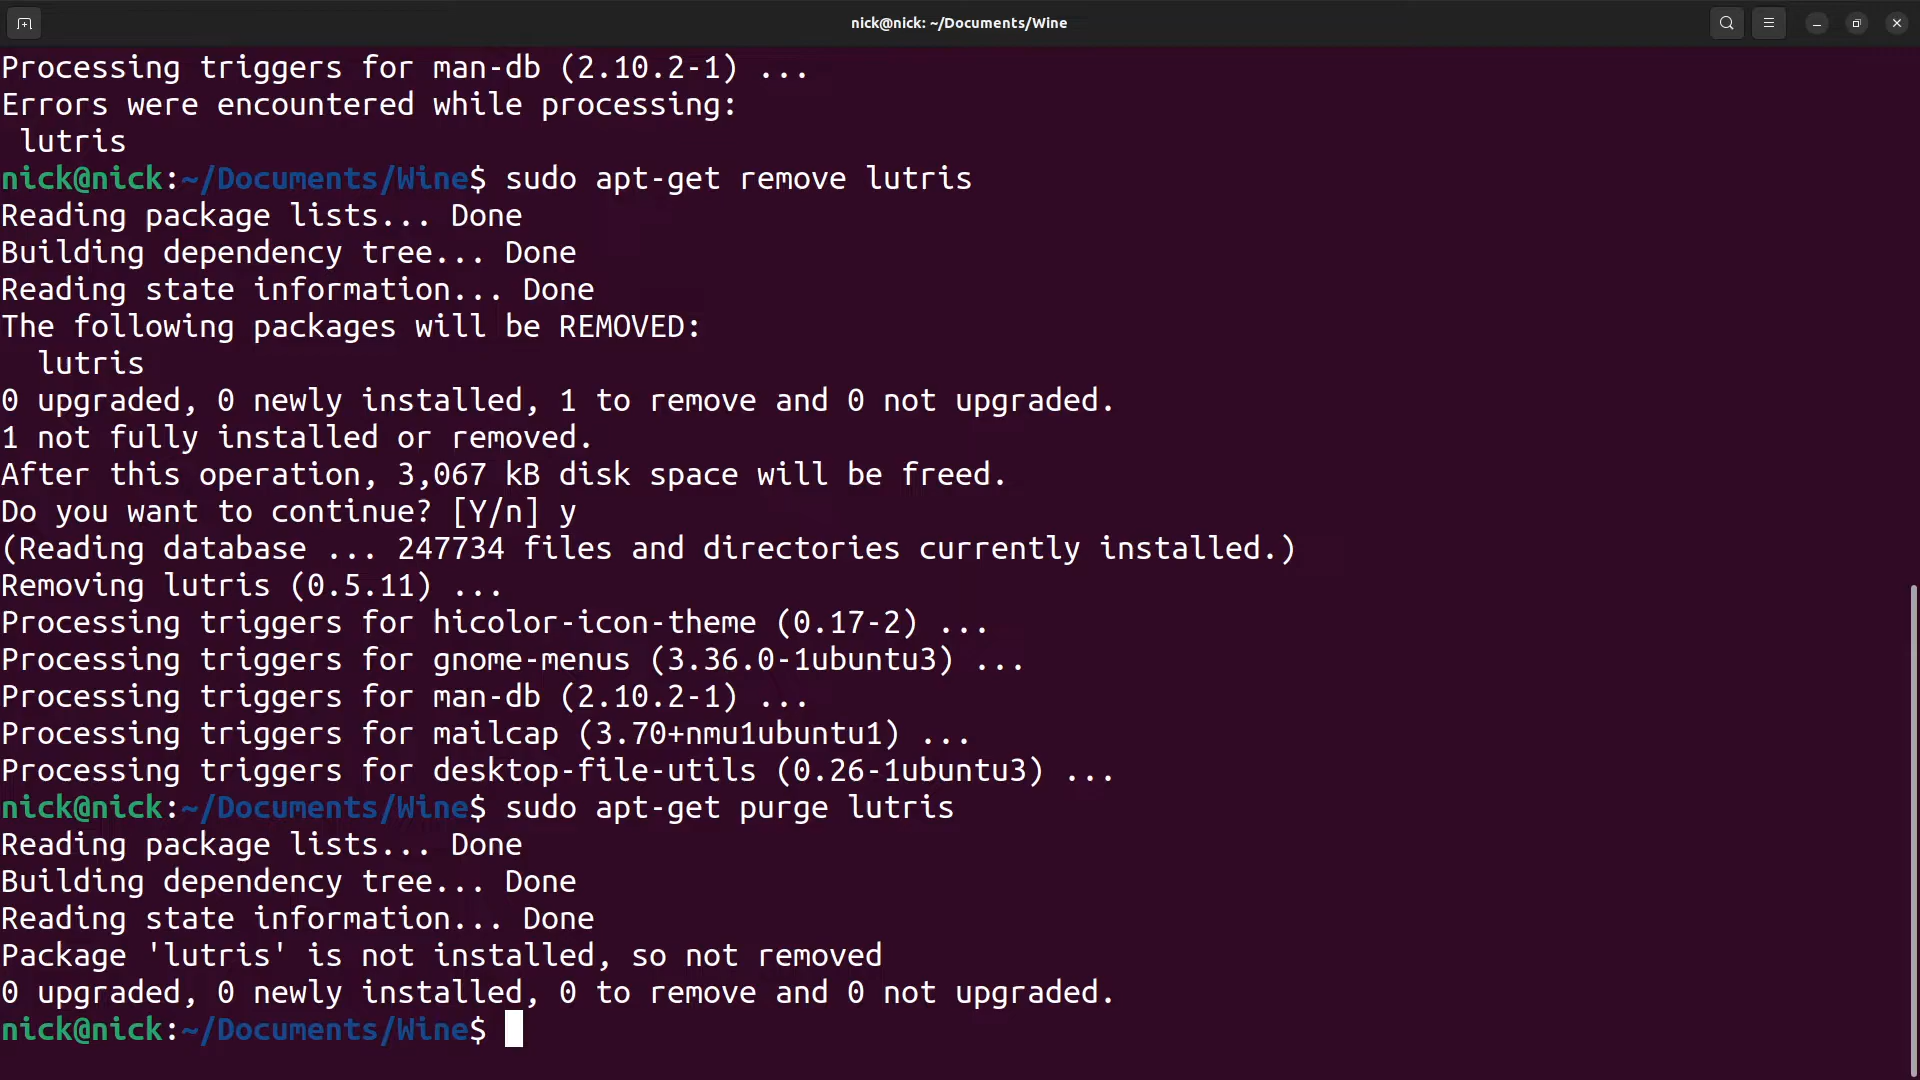 nick@nick: ~/Documents/Wine
Processing triggers for man-db (2.10.2-1) ...
Errors were encountered while processing:
 lutris
nick@nick:~/Documents/Wine$ sudo apt-get remove lutris
Reading package lists... Done
Building dependency tree... Done
Reading state information... Done
The following packages will be REMOVED:
  lutris
0 upgraded, 0 newly installed, 1 to remove and 0 not upgraded.
1 not fully installed or removed.
After this operation, 3,067 kB disk space will be freed.
Do you want to continue? [Y/n] y
(Reading database ... 247734 files and directories currently installed.)
Removing lutris (0.5.11) ...
Processing triggers for hicolor-icon-theme (0.17-2) ...
Processing triggers for gnome-menus (3.36.0-1ubuntu3) ...
Processing triggers for man-db (2.10.2-1) ...
Processing triggers for mailcap (3.70+nmu1ubuntu1) ...
Processing triggers for desktop-file-utils (0.26-1ubuntu3) ...
nick@nick:~/Documents/Wine$ sudo apt-get purge lutris
Reading package lists... Done
Building dependency tree... Done
Reading state information... Done
Package 'lutris' is not installed, so not removed
0 upgraded, 0 newly installed, 0 to remove and 0 not upgraded.
nick@nick:~/Documents/Wine$